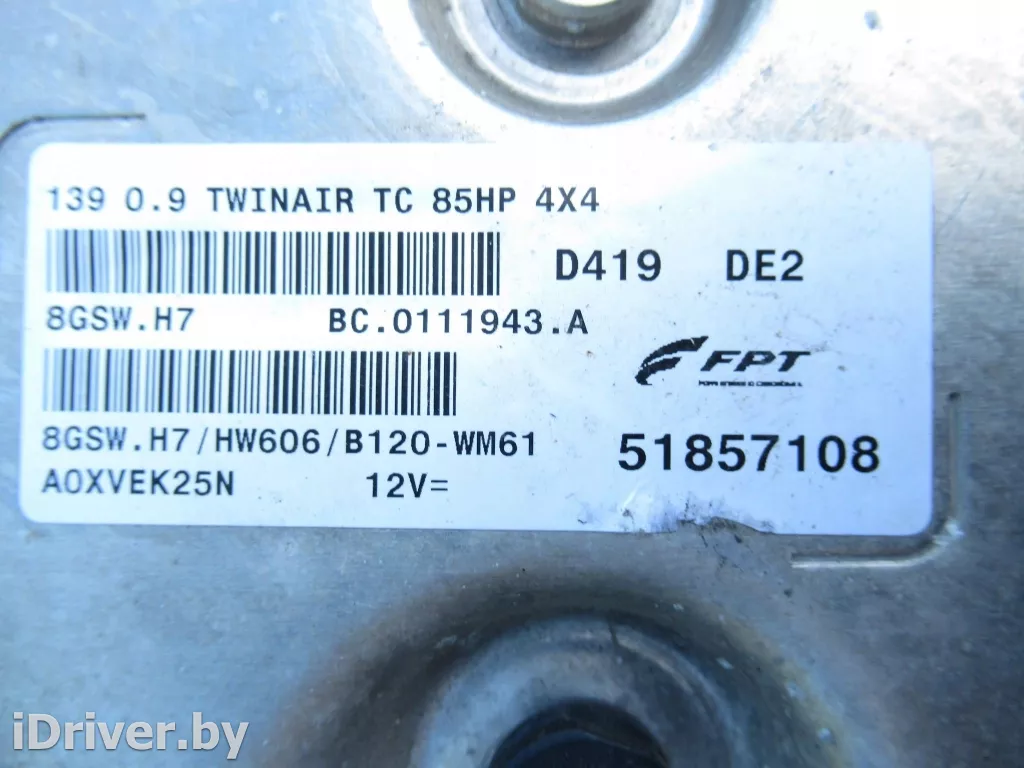 139 0.9 TWINAIR TC 85HP 4X4
D419 DE2
8GSW.H7 BC.0111943.A
FPT
8GSW.H7/HW606/B120-WM61
51857108
A0XVEK25N 12V=
iDriver.by